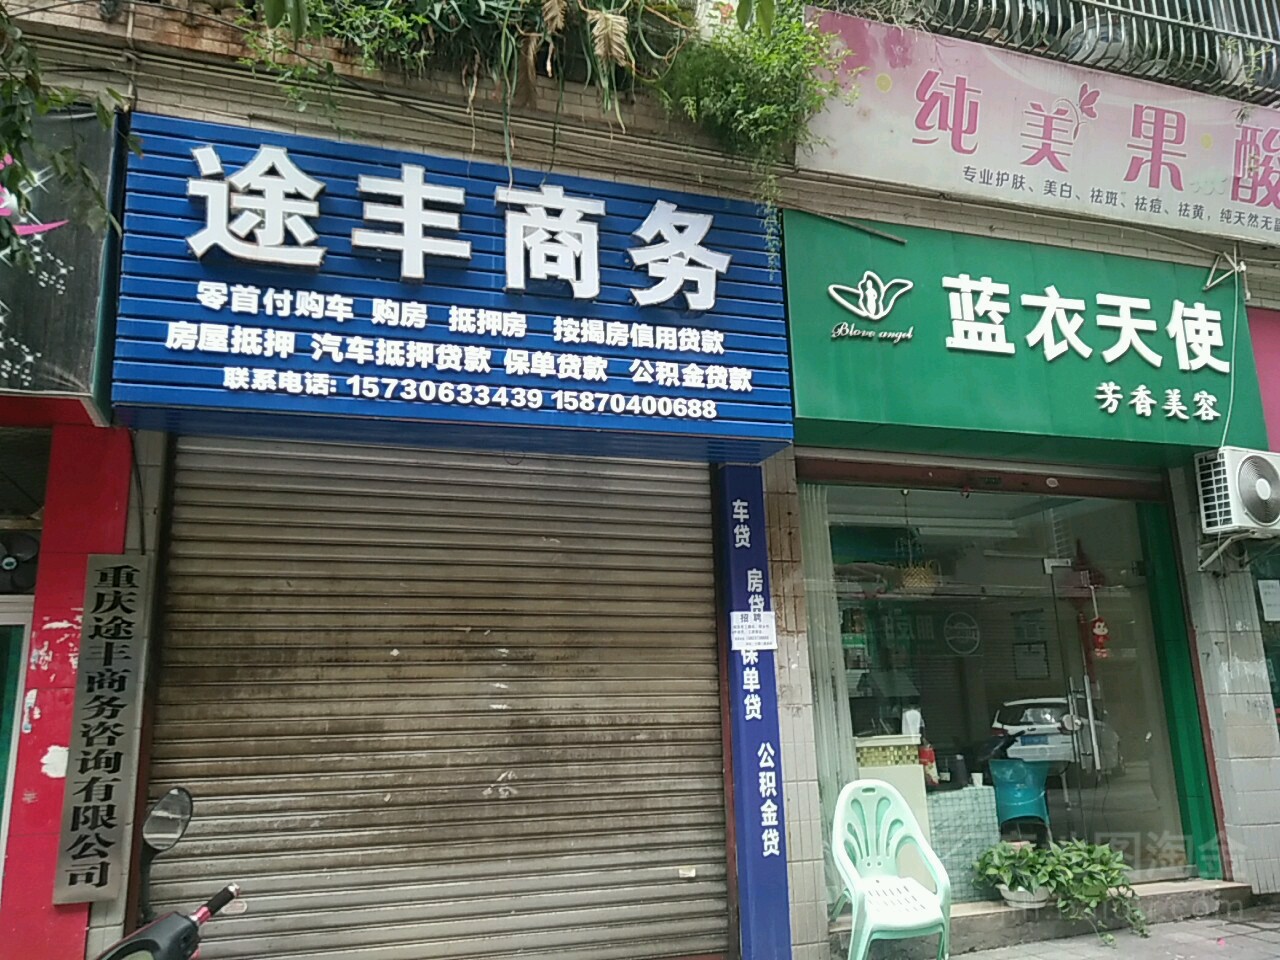 途丰商务
零首付购车 购房 抵押房 按揭房信用贷款
房屋抵押 汽车抵押贷款 保单贷款 公积金贷款
联系电话: 15730633439 15870400688
重庆途丰商务咨询有限公司
车贷 房贷 保单贷 公积金贷
招聘
纯美果酸
专业护肤、美白、祛斑、祛痘、祛黄,纯天然无
Blove angel
蓝衣天使
芳香美容